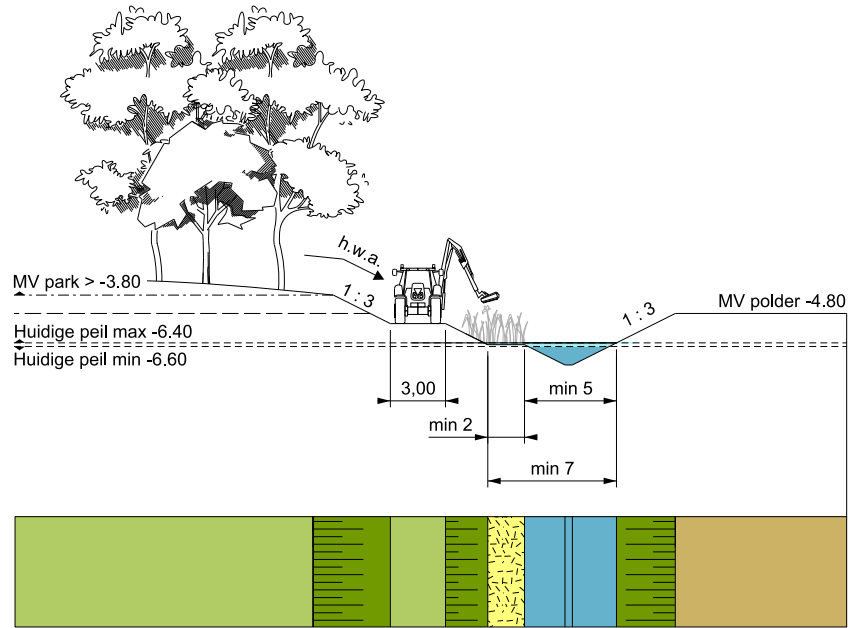 h.w.a.
MV park > -3.80
1 : 3
1 : 3
MV polder -4.80
Huidige peil max -6.40
Huidige peil min -6.60
3,00
min 5
min 2
min 7